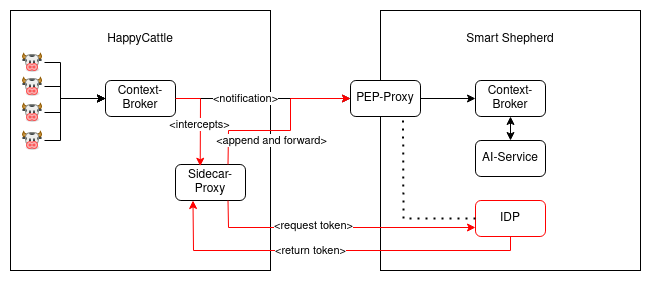 HappyCattle
Smart Shepherd
Context-
Broker
<notification>
PEP-Proxy
Context-
Broker
<intercepts>
<append and forward>
AI-Service
Sidecar-
Proxy
IDP
<request token>
<return token>